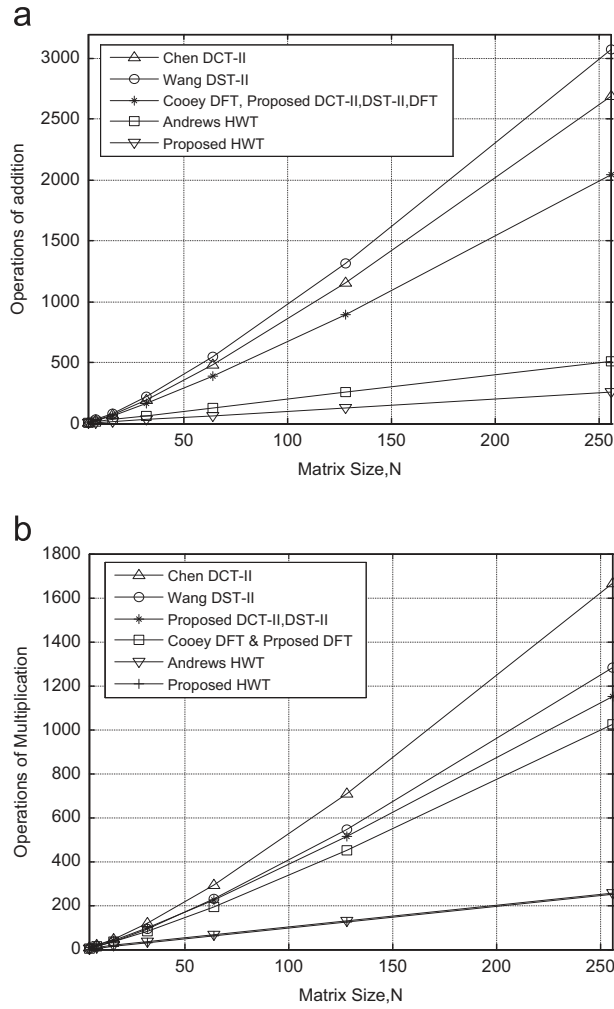 a
3000
2500
2000
1500
1000
500
0
Operations of addition
Chen DCT-II
Wang DST-II
Cooey DFT, Proposed DCT-II,DST-II,DFT
Andrews HWT
Proposed HWT
50
100
150
200
250
Matrix Size,N
b
1800
1600
1400
1200
1000
800
600
400
200
0
Operations of Multiplication
Chen DCT-II
Wang DST-II
Proposed DCT-II,DST-II
Cooey DFT & Prposed DFT
Andrews HWT
Proposed HWT
50
100
150
200
250
Matrix Size,N